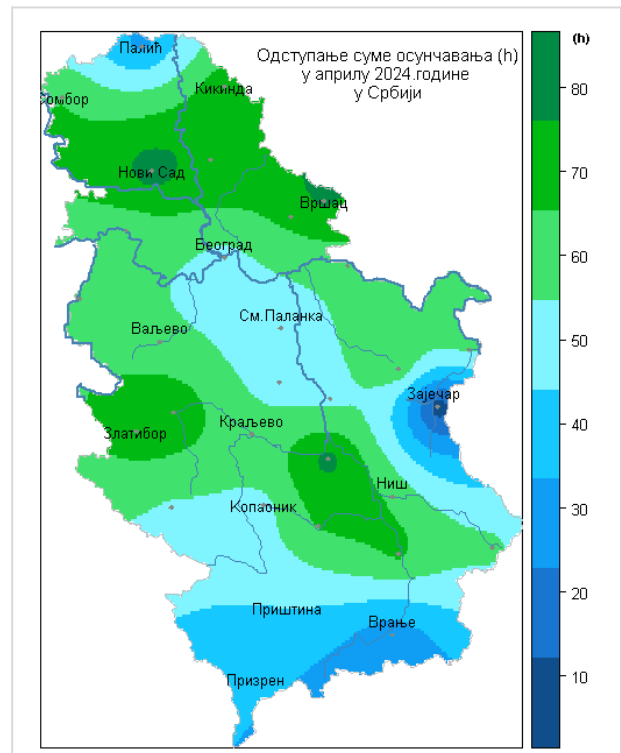 Одступање суме осунчавања (h)
у априлу 2024.године
у Србији
(h)
80
70
60
50
40
30
20
10
Палић
Кикинда
Нови Сад
Вршац
Београд
См.Паланка
Ваљево
Зајечар
Краљево
Златибор
Ниш
Копаоник
Приштина
Врање
Призрен